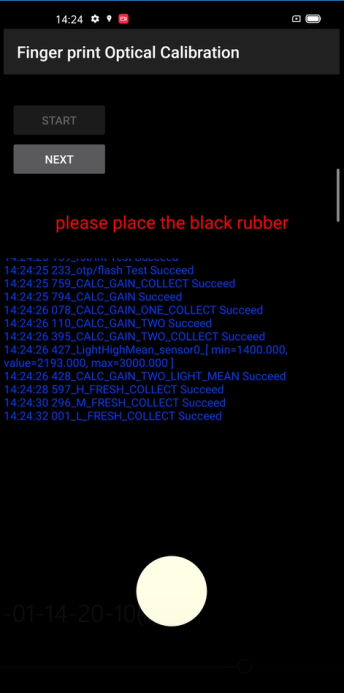 14:24
Finger print Optical Calibration
START
NEXT
please place the black rubber
14:24:25 233_otp/flash Test Succeed
14:24:25 759_CALC_GAIN_COLLECT Succeed
14:24:25 794_CALC_GAIN Succeed
14:24:26 078_CALC_GAIN_ONE_COLLECT Succeed
14:24:26 110_CALC_GAIN_TWO Succeed
14:24:26 395_CALC_GAIN_TWO_COLLECT Succeed
14:24:26 427_LightHighMean_sensor0_[ min=1400.000,
value=2193.000, max=3000.000 ]
14:24:26 428_CALC_GAIN_TWO_LIGHT_MEAN Succeed
14:24:28 597_H_FRESH_COLLECT Succeed
14:24:30 296_M_FRESH_COLLECT Succeed
14:24:32 001_L_FRESH_COLLECT Succeed
-01-14-20-10(